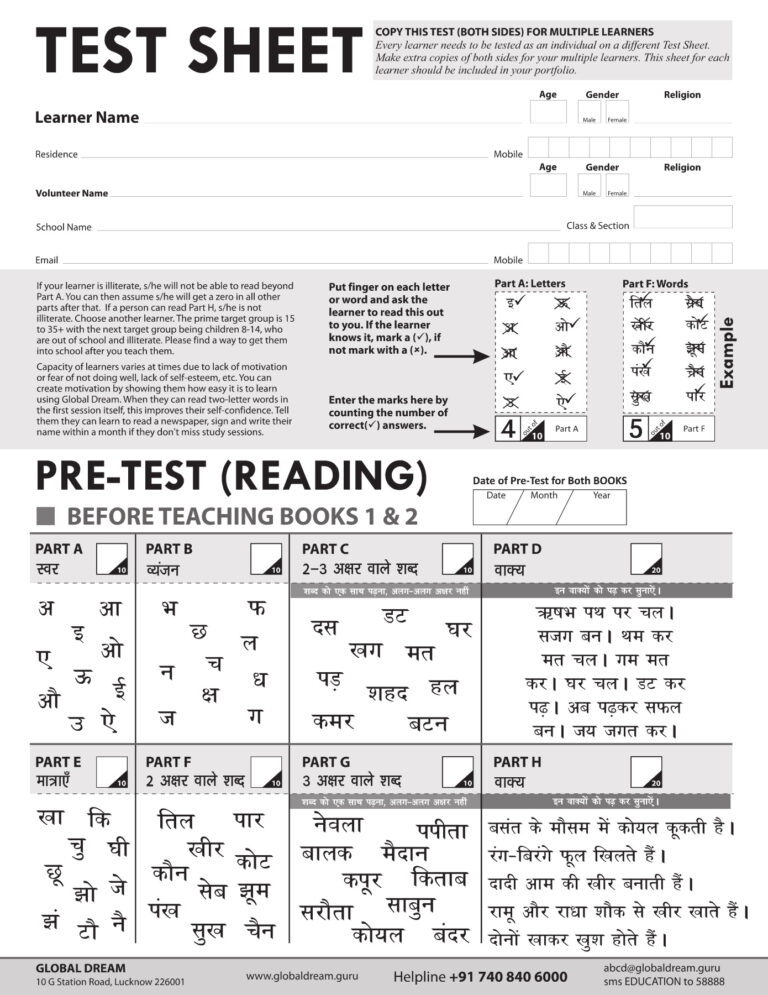 TEST SHEET
COPY THIS TEST (BOTH SIDES) FOR MULTIPLE LEARNERS
Every learner needs to be tested as an individual on a different Test Sheet.
Make extra copies of both sides for your multiple learners. This sheet for each
learner should be included in your portfolio.
Age Gender Religion
Learner Name
Male Female
Residence
Mobile
Age Gender Religion
Volunteer Name
Male Female
School Name
Class & Section
Email
Mobile
If your learner is illiterate, s/he will not be able to read beyond
Part A. You can then assume s/he will get a zero in all other
parts after that. If a person can read Part H, s/he is not
illiterate. Choose another learner. The prime target group is 15
to 35+ with the next target group being children 8-14, who
are out of school and illiterate. Please find a way to get them
into school after you teach them.
Capacity of learners varies at times due to lack of motivation
or fear of not doing well, lack of self-esteem, etc. You can
create motivation by showing them how easy it is to learn
using Global Dream. When they can read two-letter words in
the first session itself, this improves their self-confidence. Tell
them they can learn to read a newspaper, sign and write their
name within a month if they don't miss study sessions.
Put finger on each letter
or word and ask the
learner to read this out
to you. If the learner
knows it, mark a (✓), if
not mark with a (×).
Enter the marks here by
counting the number of
correct(✓) answers.
Part A: Letters
इ✓ ऊ
अ ओ✓
आ औ
ए✓ ई
उ ऐ✓
4 out of 10 Part A
Part F: Words
तिल सेब
खीर कोट
कौन झूम
पंख चैन
सुख पार
5 out of 10 Part F
Example
PRE-TEST (READING)
BEFORE TEACHING BOOKS 1 & 2
Date of Pre-Test for Both BOOKS
Date Month Year
PART A
स्वर
10
अ आ
इ
ए ओ
ऊ ई
औ
उ ऐ
PART B
व्यंजन
10
भ फ
छ ल
न च
क्ष ध
ज ग
PART C
2-3 अक्षर वाले शब्द
10
शब्द को एक साथ पढ़ना, अलग-अलग अक्षर नहीं
दस डट घर
खग मत
पड़ शहद हल
कमर बटन
PART D
वाक्य
20
इन वाक्यों को पढ़ कर सुनाएँ।
ऋषभ पथ पर चल।
सजग बन। थम कर
मत चल। गम मत
कर। घर चल। डट कर
पढ़। अब पढ़कर सफल
बन। जय जगत कर।
PART E
मात्राएँ
10
खा कि
चु घी
छू झो जे
झं टौ नै
PART F
2 अक्षर वाले शब्द
10
तिल पार
खीर कोट
कौन सेब झूम
पंख
सुख चैन
PART G
3 अक्षर वाले शब्द
10
शब्द को एक साथ पढ़ना, अलग-अलग अक्षर नहीं
नेवला पपीता
बालक मैदान
कपूर किताब
सरौता साबुन
कोयल बंदर
PART H
वाक्य
20
इन वाक्यों को पढ़ कर सुनाएँ।
बसंत के मौसम में कोयल कूकती है।
रंग-बिरंगे फूल खिलते हैं।
दादी आम की खीर बनाती हैं।
रामू और राधा शौक से खीर खाते हैं।
दोनों खाकर खुश होते हैं।
GLOBAL DREAM
10 G Station Road, Lucknow 226001
www.globaldream.guru
Helpline +91 740 840 6000
abcd@globaldream.guru
sms EDUCATION to 58888